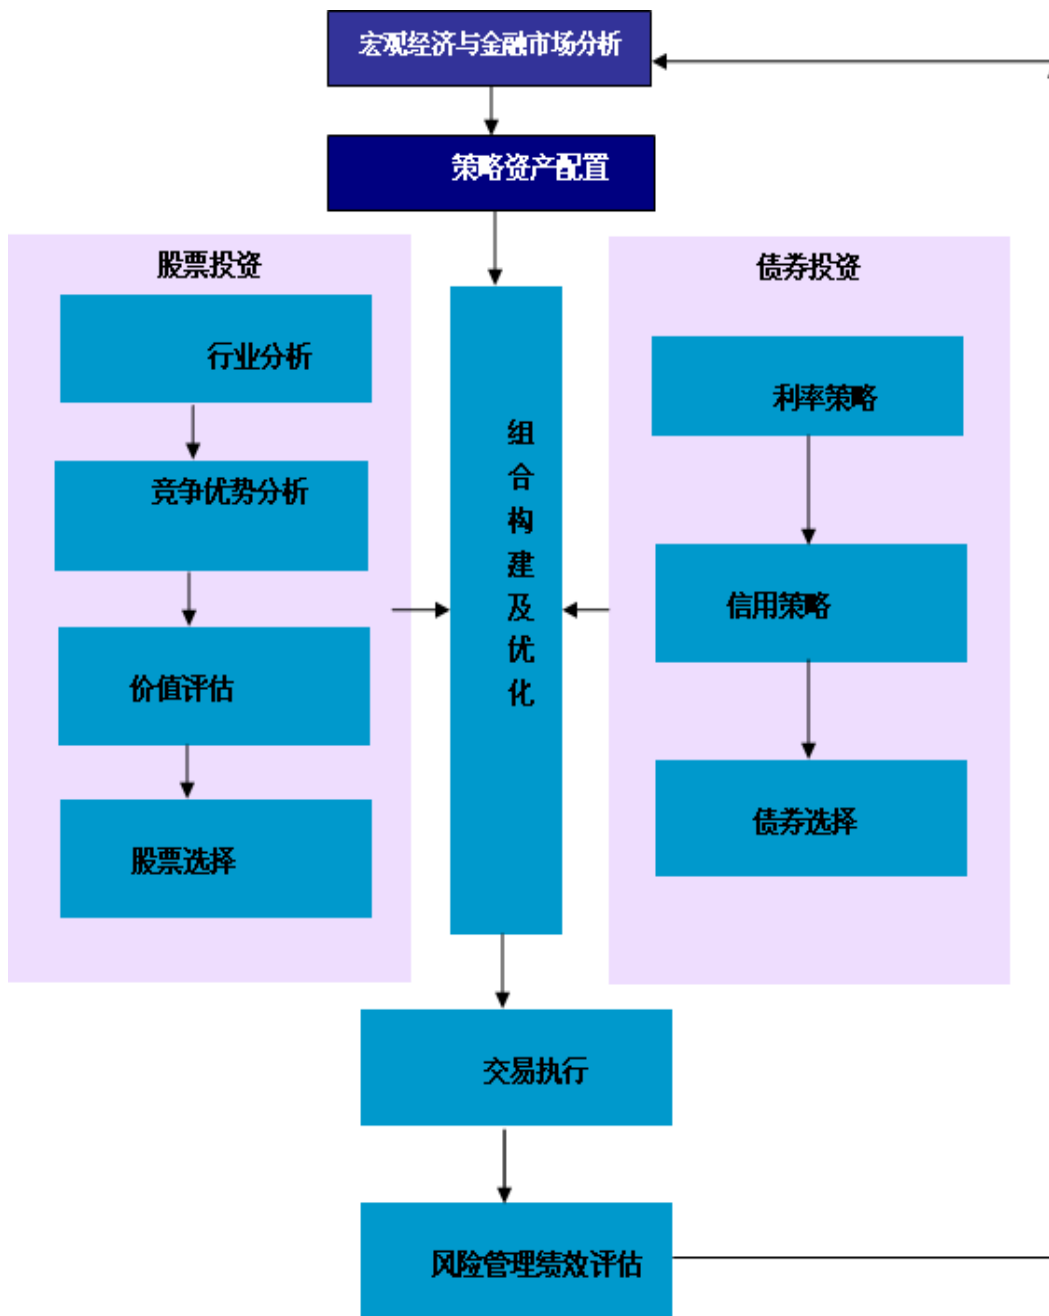 宏观经济与金融市场分析
策略资产配置
股票投资
行业分析
竞争优势分析
价值评估
股票选择
组
合
构
建
及
优
化
债券投资
利率策略
信用策略
债券选择
交易执行
风险管理绩效评估